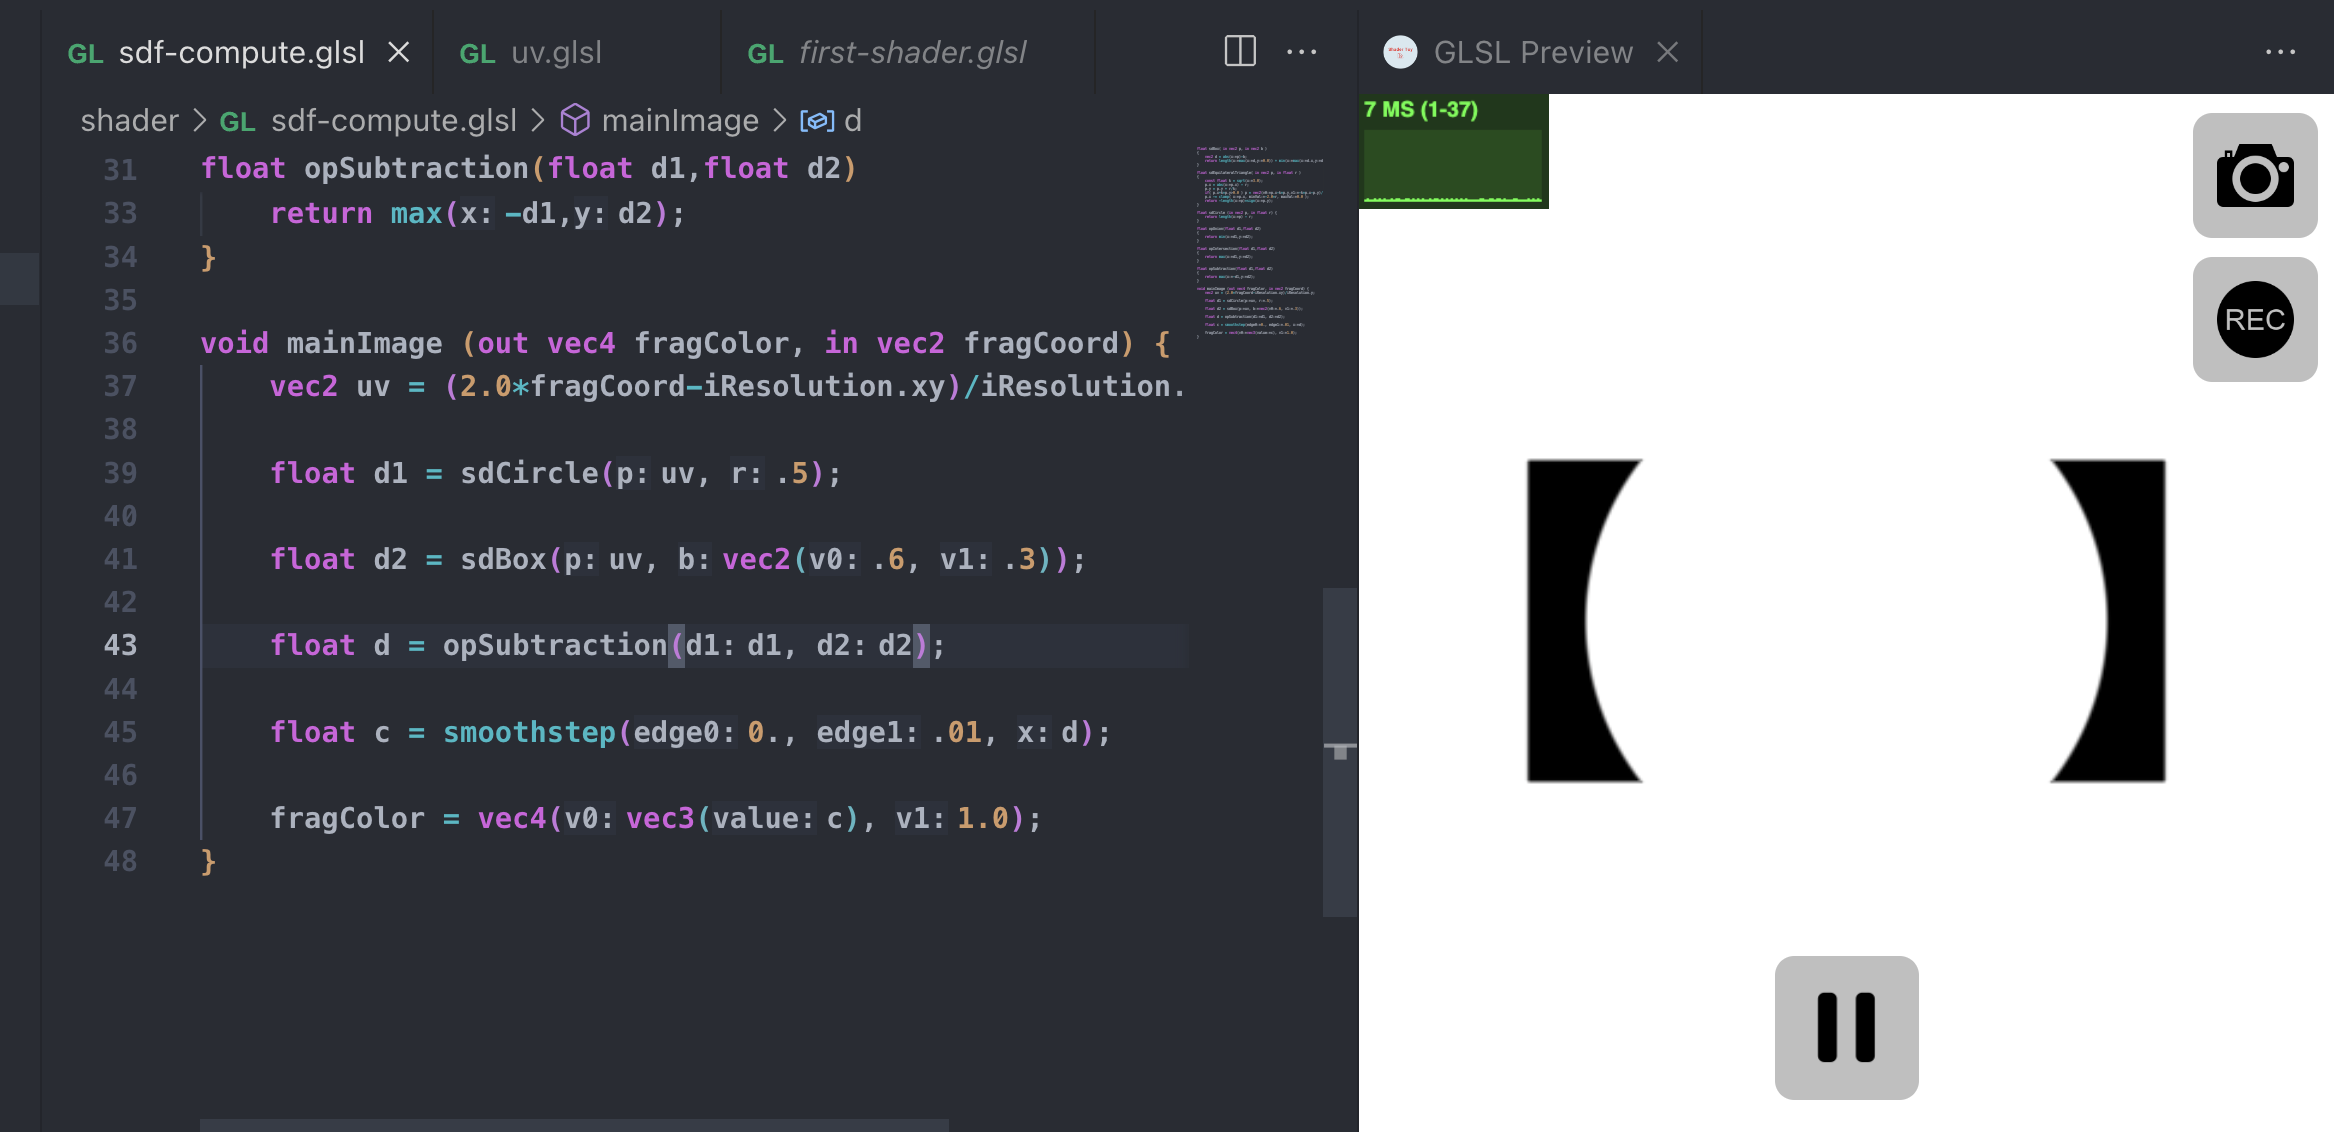 GL sdf-compute.glsl
GL uv.glsl
GL first-shader.glsl
GLSL Preview
shader > GL sdf-compute.glsl > mainImage > d
7 MS (1-37)
31 float opSubtraction(float d1,float d2)
33 return max(x: -d1,y: d2);
34 }
35
36 void mainImage (out vec4 fragColor, in vec2 fragCoord) {
37 vec2 uv = (2.0*fragCoord-iResolution.xy)/iResolution.
38
39 float d1 = sdCircle(p: uv, r: .5);
40
41 float d2 = sdBox(p: uv, b: vec2(v0: .6, v1: .3));
42
43 float d = opSubtraction(d1: d1, d2: d2);
44
45 float c = smoothstep(edge0: 0., edge1: .01, x: d);
46
47 fragColor = vec4(v0: vec3(value: c), v1: 1.0);
48 }
REC